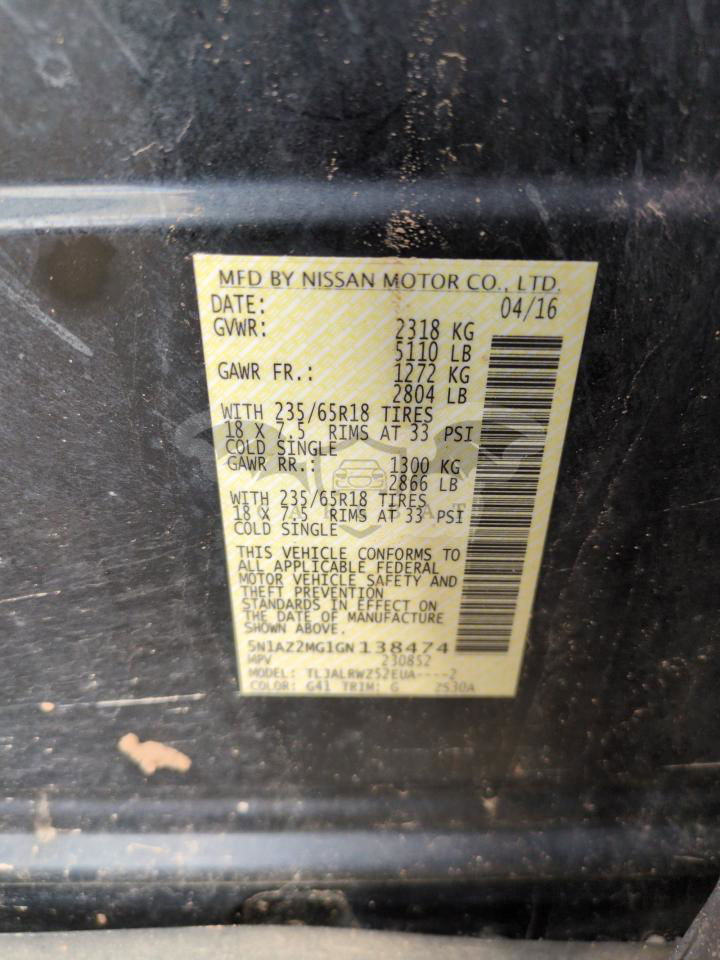 MFD BY NISSAN MOTOR CO., LTD.
DATE: 04/16
GVWR: 2318 KG
5110 LB
GAWR FR.: 1272 KG
2804 LB
WITH 235/65R18 TIRES
18 X 7.5 RIMS AT 33 PSI
COLD SINGLE
GAWR RR.: 1300 KG
2866 LB
WITH 235/65R18 TIRES
18 X 7.5 RIMS AT 33 PSI
COLD SINGLE
THIS VEHICLE CONFORMS TO
ALL APPLICABLE FEDERAL
MOTOR VEHICLE SAFETY AND
THEFT PREVENTION
STANDARDS IN EFFECT ON
THE DATE OF MANUFACTURE
SHOWN ABOVE.
5N1AZ2MG1GN138474
MPV 230852
MODEL: TLJALRWZ52EUA----2
COLOR: G41 TRIM: G 2530A